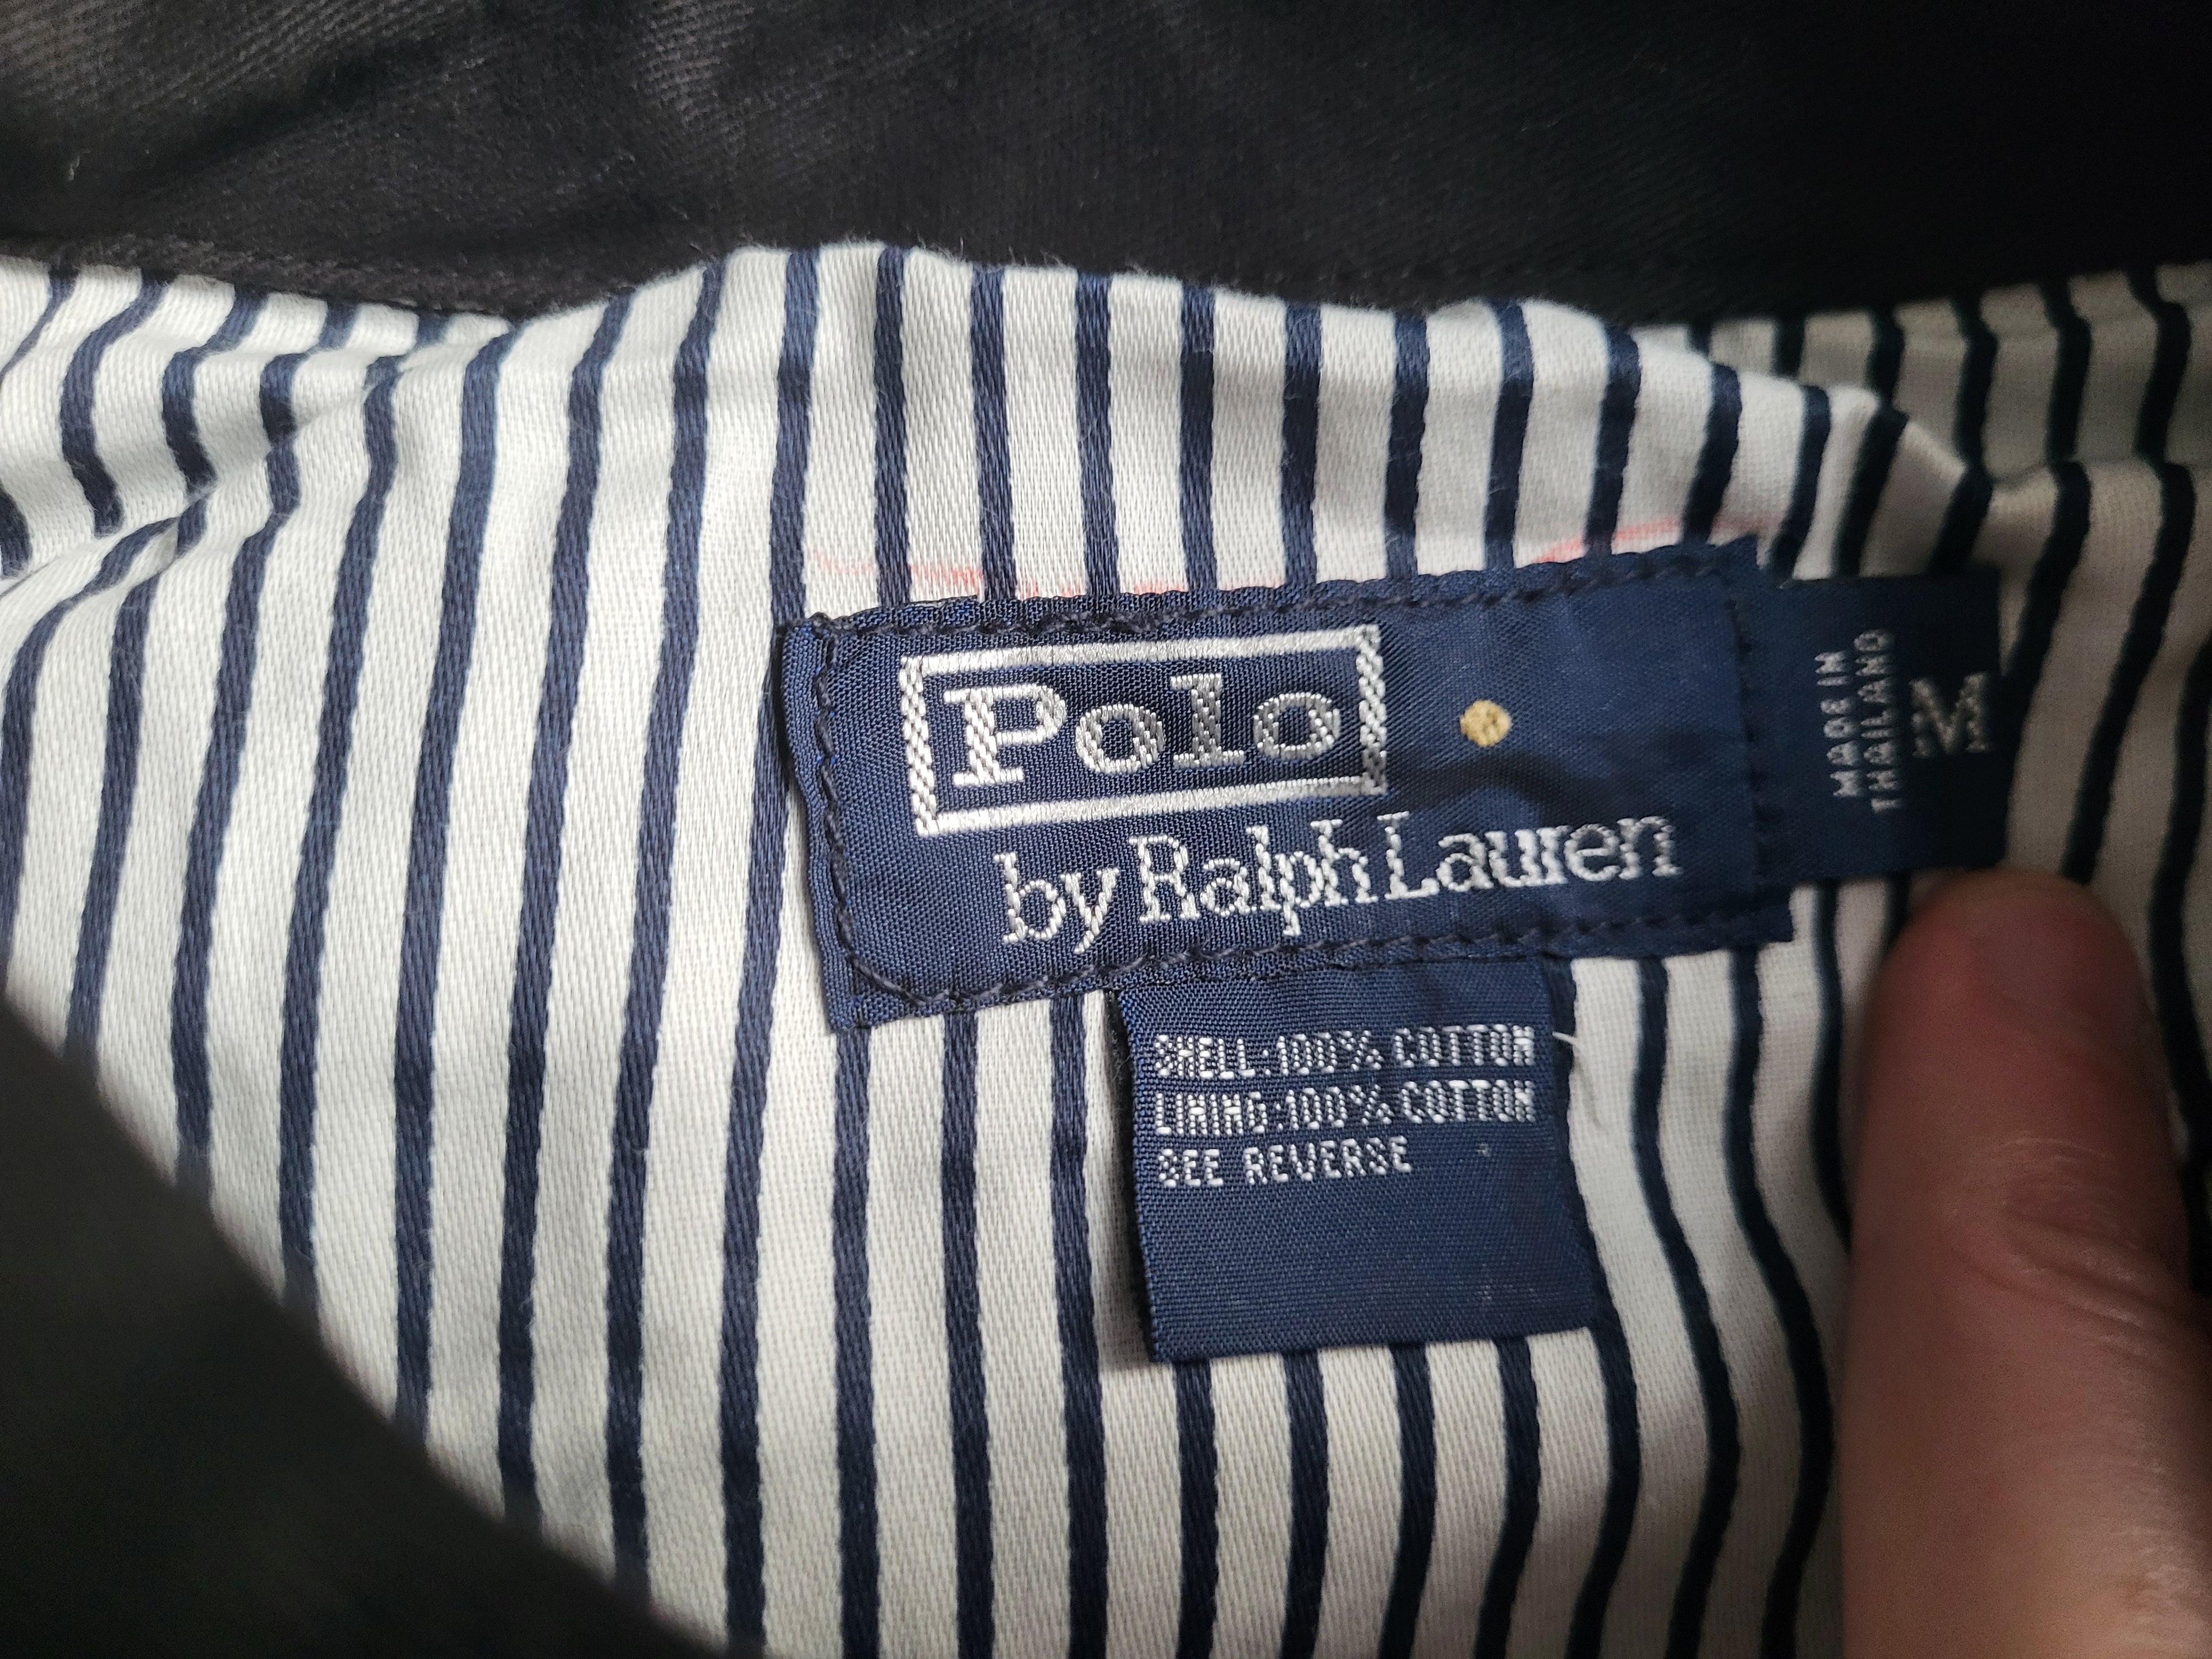 Polo
by Ralph Lauren
MADE IN
THAILAND
M
SHELL:100% COTTON
LINING:100% COTTON
SEE REVERSE